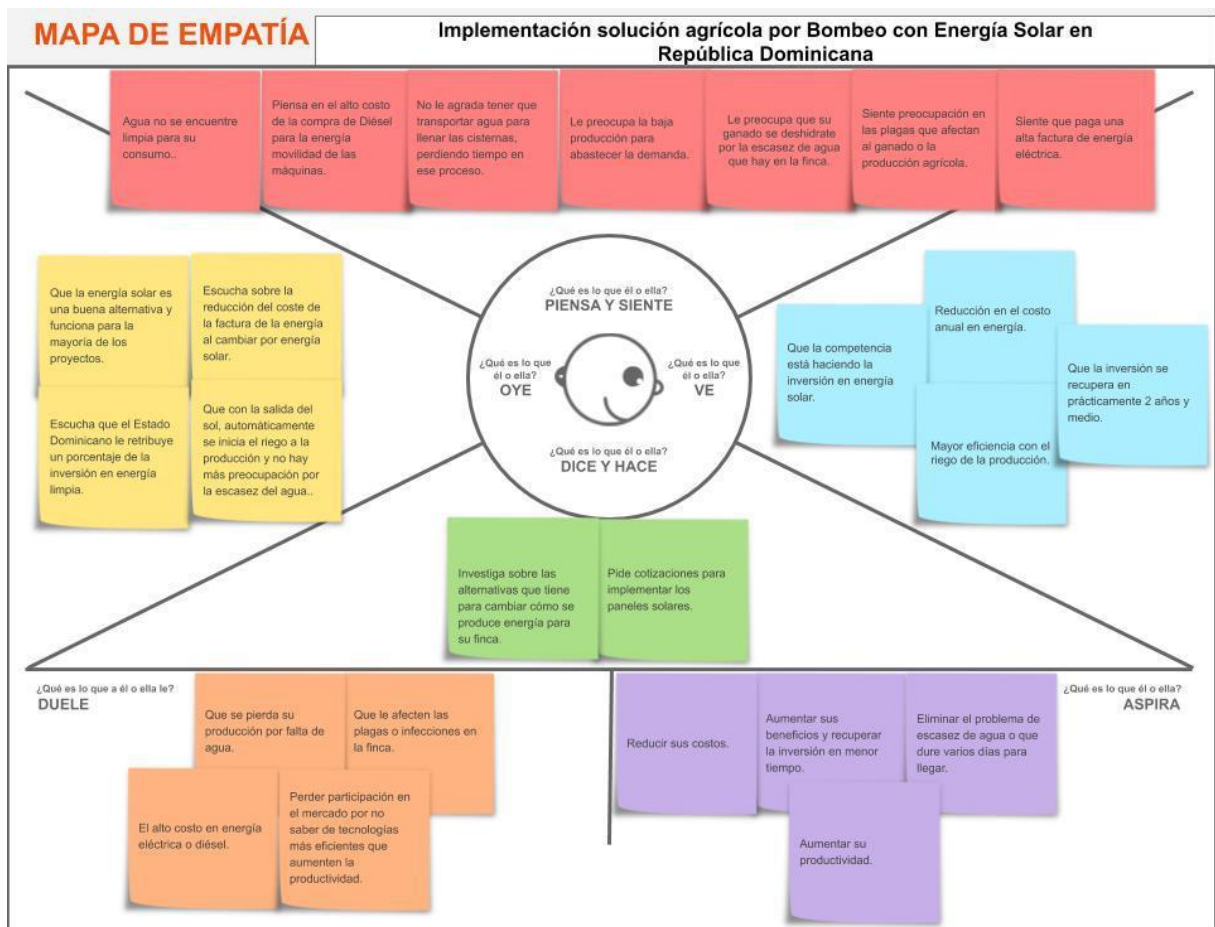 MAPA DE EMPATÍA
Implementación solución agrícola por Bombeo con Energía Solar en
República Dominicana
Agua no se encuentre
limpia para su
consumo..
Piensa en el alto costo
de la compra de Diésel
para la energía
movilidad de las
máquinas.
No le agrada tener que
transportar agua para
llenar las cisternas,
perdiendo tiempo en
ese proceso.
Le preocupa la baja
producción para
abastecer la demanda.
Le preocupa que su
ganado se deshidrate
por la escasez de agua
que hay en la finca.
Siente preocupación en
las plagas que afectan
al ganado o la
producción agrícola.
Siente que paga una
alta factura de energía
eléctrica.
¿Qué es lo que él o ella?
PIENSA Y SIENTE
¿Qué es lo que
él o ella?
OYE
¿Qué es lo que
él o ella?
VE
¿Qué es lo que él o ella?
DICE Y HACE
Que la energía solar es
una buena alternativa y
funciona para la
mayoría de los
proyectos.
Escucha sobre la
reducción del coste de
la factura de la energía
al cambiar por energía
solar.
Escucha que el Estado
Dominicano le retribuye
un porcentaje de la
inversión en energía
limpia.
Que con la salida del
sol, automáticamente
se inicia el riego a la
producción y no hay
más preocupación por
la escasez del agua..
Que la competencia
está haciendo la
inversión en energía
solar.
Reducción en el costo
anual en energía.
Que la inversión se
recupera en
prácticamente 2 años y
medio.
Mayor eficiencia con el
riego de la producción.
Investiga sobre las
alternativas que tiene
para cambiar cómo se
produce energía para
su finca.
Pide cotizaciones para
implementar los
paneles solares.
¿Qué es lo que a él o ella le?
DUELE
Que se pierda su
producción por falta de
agua.
Que le afecten las
plagas o infecciones en
la finca.
El alto costo en energía
eléctrica o diésel.
Perder participación en
el mercado por no
saber de tecnologías
más eficientes que
aumenten la
productividad.
¿Qué es lo que él o ella?
ASPIRA
Reducir sus costos.
Aumentar sus
beneficios y recuperar
la inversión en menor
tiempo.
Eliminar el problema de
escasez de agua o que
dure varios días para
llegar.
Aumentar su
productividad.